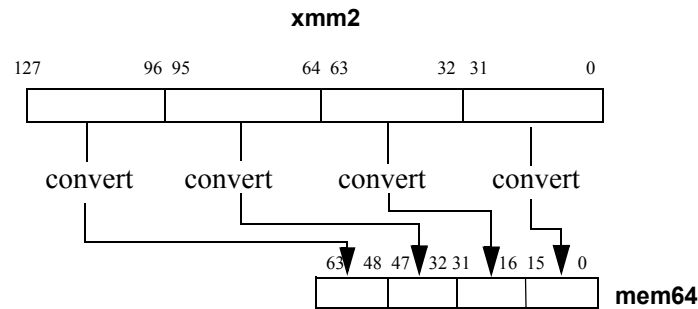 xmm2
127 96 95 64 63 32 31 0
convert convert convert convert
63 48 47 32 31 16 15 0
mem64